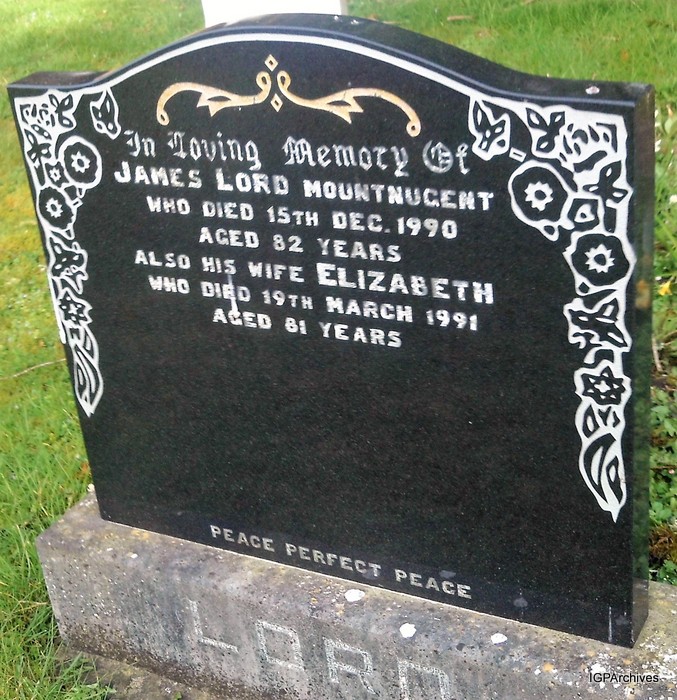 In Loving Memory Of
JAMES LORD MOUNTNUGENT
WHO DIED 15TH DEC. 1990
AGED 82 YEARS
ALSO HIS WIFE ELIZABETH
WHO DIED 19TH MARCH 1991
AGED 81 YEARS
PEACE PERFECT PEACE
LORD
IGPArchives